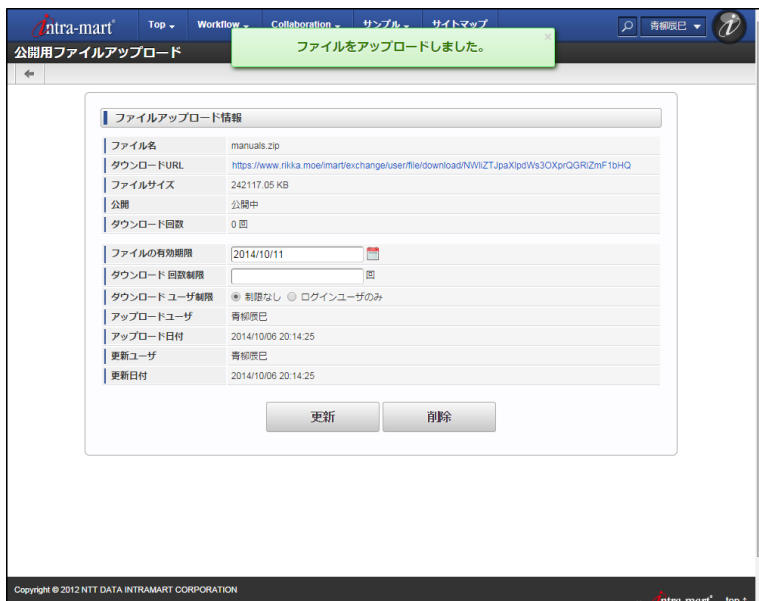 intra-mart Top Workflow Collaboration サンプル サイトマップ 青柳辰巳
公開用ファイルアップロード
ファイルをアップロードしました。
ファイルアップロード情報
ファイル名 manuals.zip
ダウンロードURL https://www.rikka.moe/imart/exchange/user/file/download/NWliZTJpaXlpdWs3OXprQGRlZmF1bHQ
ファイルサイズ 242117.05 KB
公開 公開中
ダウンロード回数 0 回
ファイルの有効期限 2014/10/11
ダウンロード 回数制限 回
ダウンロード ユーザ制限 制限なし ログインユーザのみ
アップロードユーザ 青柳辰巳
アップロード日付 2014/10/06 20:14:25
更新ユーザ 青柳辰巳
更新日付 2014/10/06 20:14:25
更新 削除
Copyright © 2012 NTT DATA INTRAMART CORPORATION
intra-mart top ↑